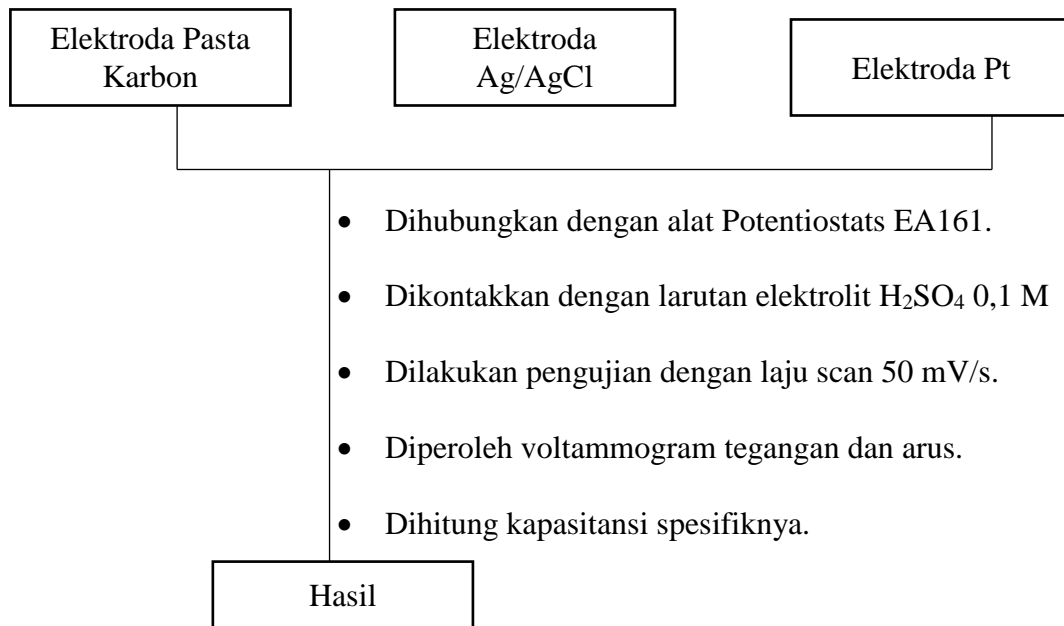 Elektroda Pasta
Karbon
Elektroda
Ag/AgCl
Elektroda Pt
• Dihubungkan dengan alat Potentiostats EA161.
• Dikontakkan dengan larutan elektrolit H₂SO₄ 0,1 M
• Dilakukan pengujian dengan laju scan 50 mV/s.
• Diperoleh voltammogram tegangan dan arus.
• Dihitung kapasitansi spesifiknya.
Hasil